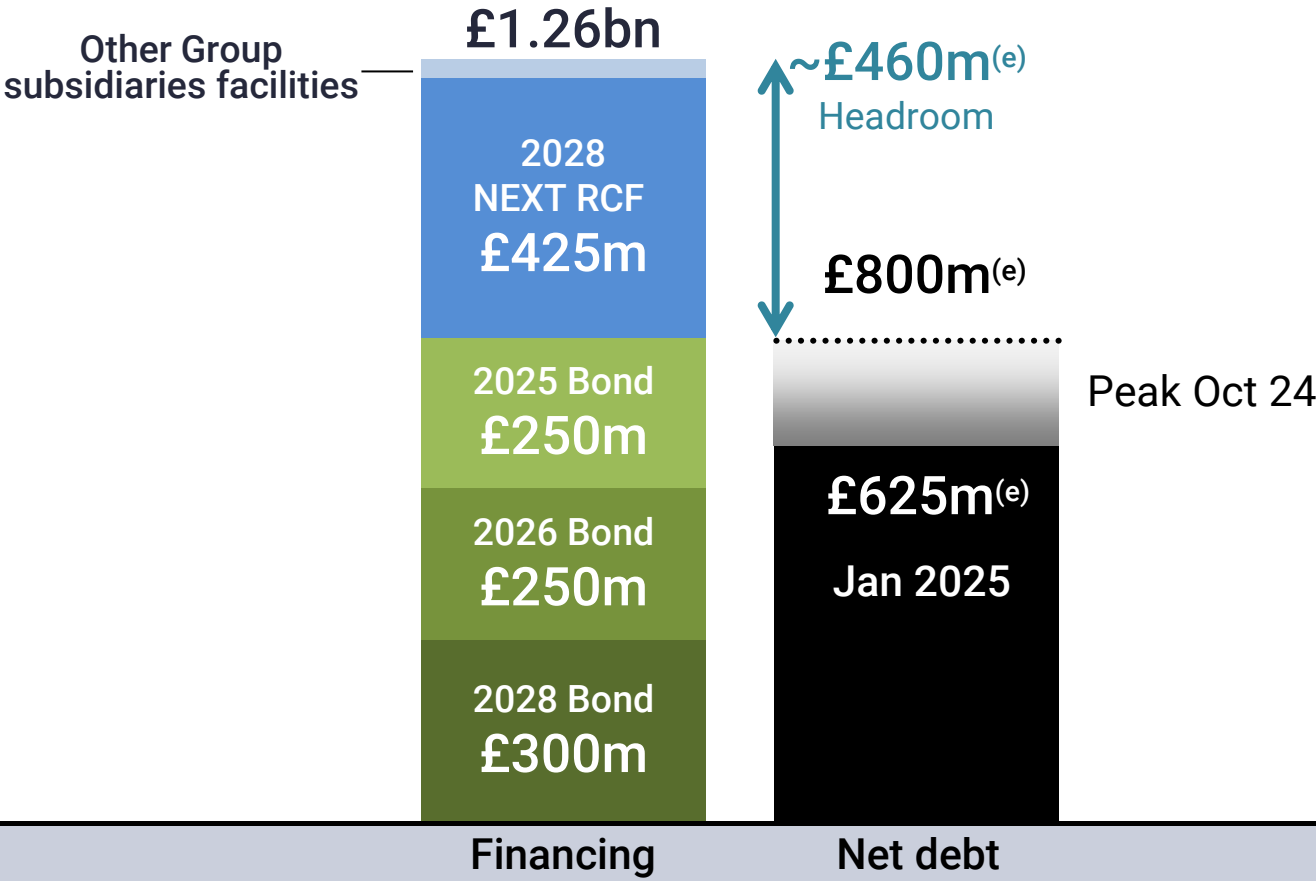 £1.26bn
Other Group
subsidiaries facilities
2028
NEXT RCF
£425m
2025 Bond
£250m
2026 Bond
£250m
2028 Bond
£300m
~£460m(e)
Headroom
£800m(e)
Peak Oct 24
£625m(e)
Jan 2025
Financing
Net debt